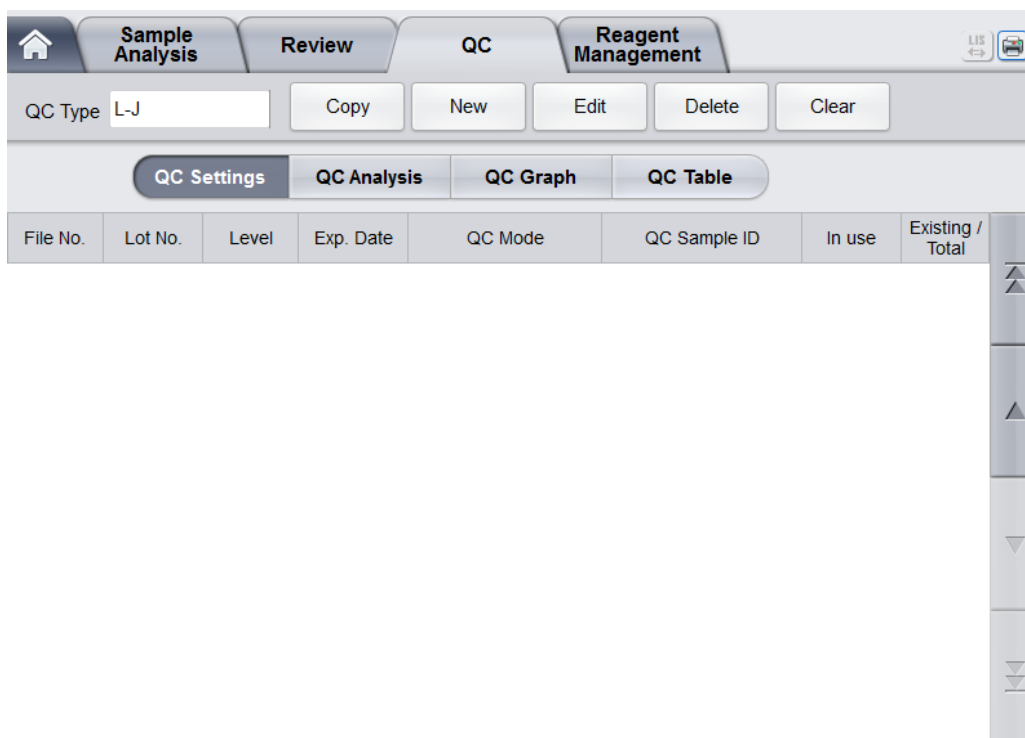 Sample Analysis
Review
QC
Reagent Management
LIS
QC Type L-J
Copy
New
Edit
Delete
Clear
QC Settings
QC Analysis
QC Graph
QC Table
File No.
Lot No.
Level
Exp. Date
QC Mode
QC Sample ID
In use
Existing / Total